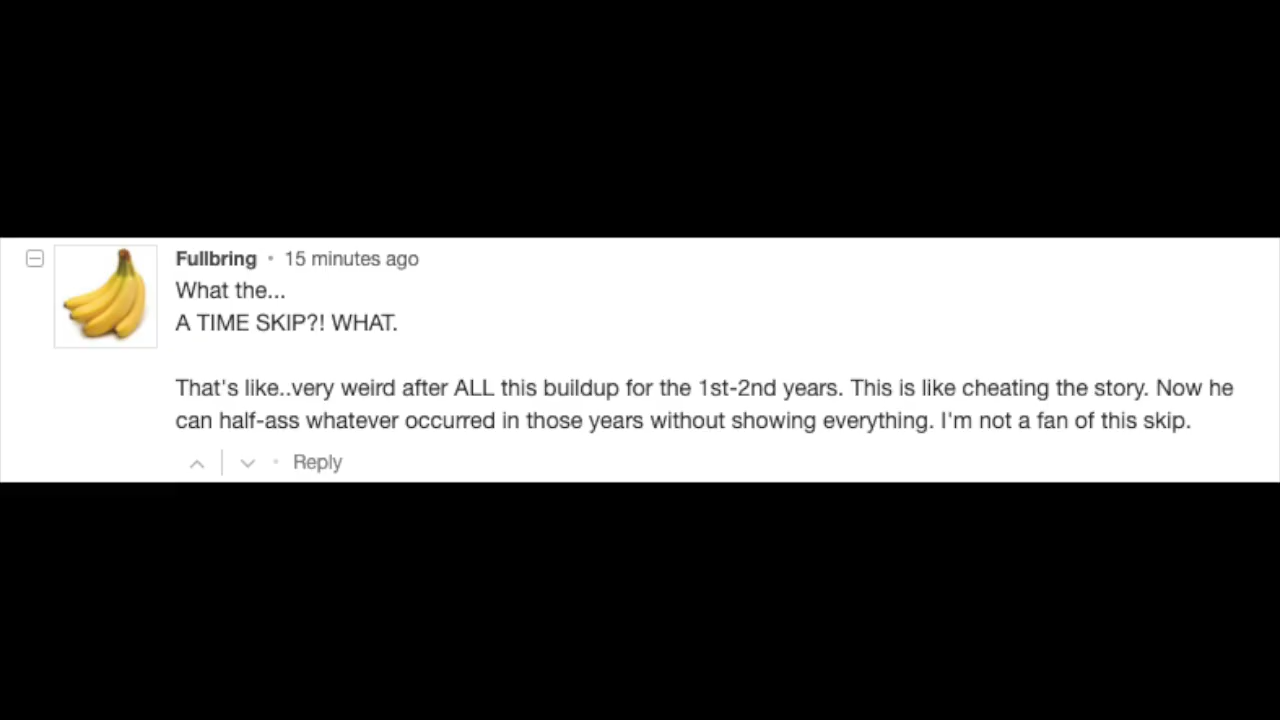 Fullbring • 15 minutes ago
What the...
A TIME SKIP?! WHAT.
That's like..very weird after ALL this buildup for the 1st-2nd years. This is like cheating the story. Now he
can half-ass whatever occurred in those years without showing everything. I'm not a fan of this skip.
Reply